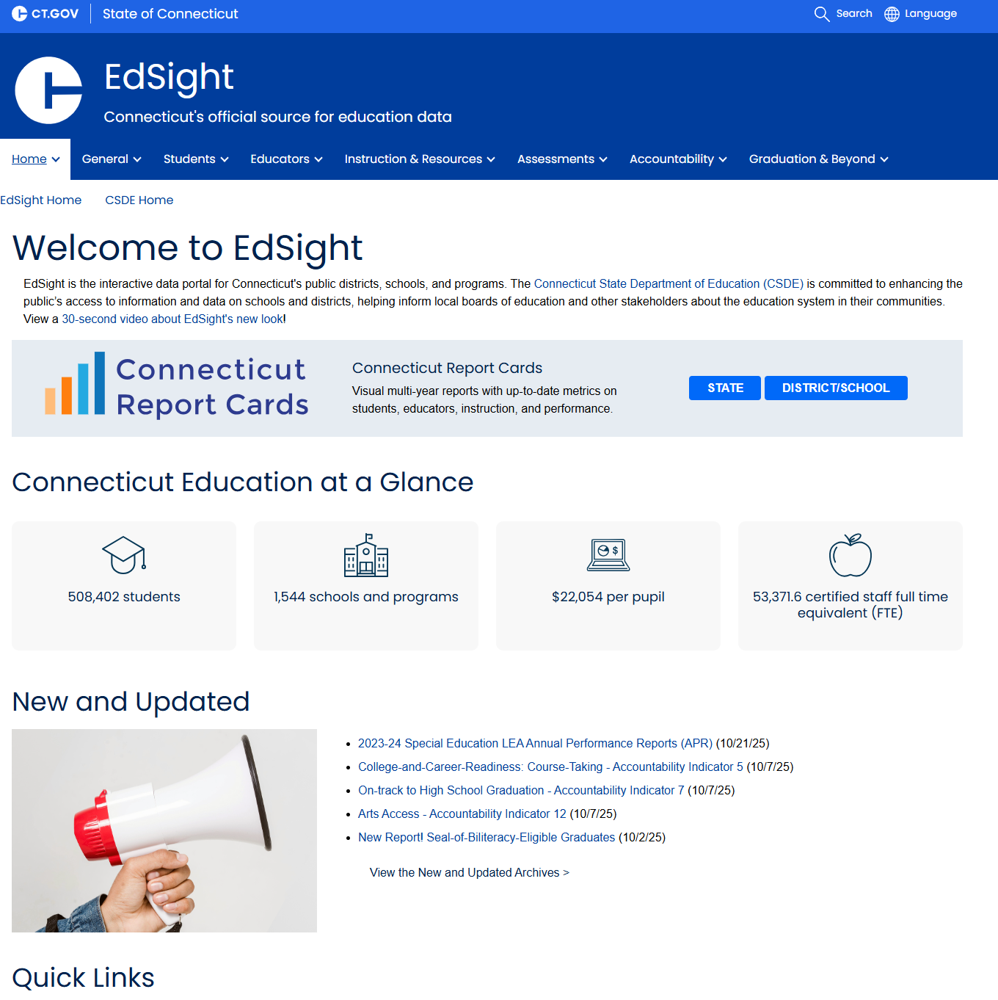 CT.GOV State of Connecticut Search Language
EdSight
Connecticut's official source for education data
Home General Students Educators Instruction & Resources Assessments Accountability Graduation & Beyond
EdSight Home CSDE Home
Welcome to EdSight
EdSight is the interactive data portal for Connecticut's public districts, schools, and programs. The Connecticut State Department of Education (CSDE) is committed to enhancing the
public’s access to information and data on schools and districts, helping inform local boards of education and other stakeholders about the education system in their communities.
View a 30-second video about EdSight's new look!
Connecticut
Report Cards
Connecticut Report Cards
Visual multi-year reports with up-to-date metrics on
students, educators, instruction, and performance.
STATE DISTRICT/SCHOOL
Connecticut Education at a Glance
508,402 students
1,544 schools and programs
$
$22,054 per pupil
53,371.6 certified staff full time
equivalent (FTE)
New and Updated
2023-24 Special Education LEA Annual Performance Reports (APR) (10/21/25)
College-and-Career-Readiness: Course-Taking - Accountability Indicator 5 (10/7/25)
On-track to High School Graduation - Accountability Indicator 7 (10/7/25)
Arts Access - Accountability Indicator 12 (10/7/25)
New Report! Seal-of-Biliteracy-Eligible Graduates (10/2/25)
View the New and Updated Archives >
Quick Links